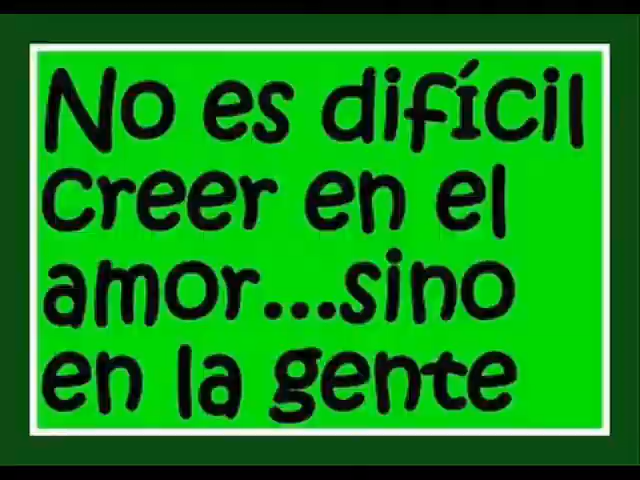 No es difícil
creer en el
amor...sino
en la gente